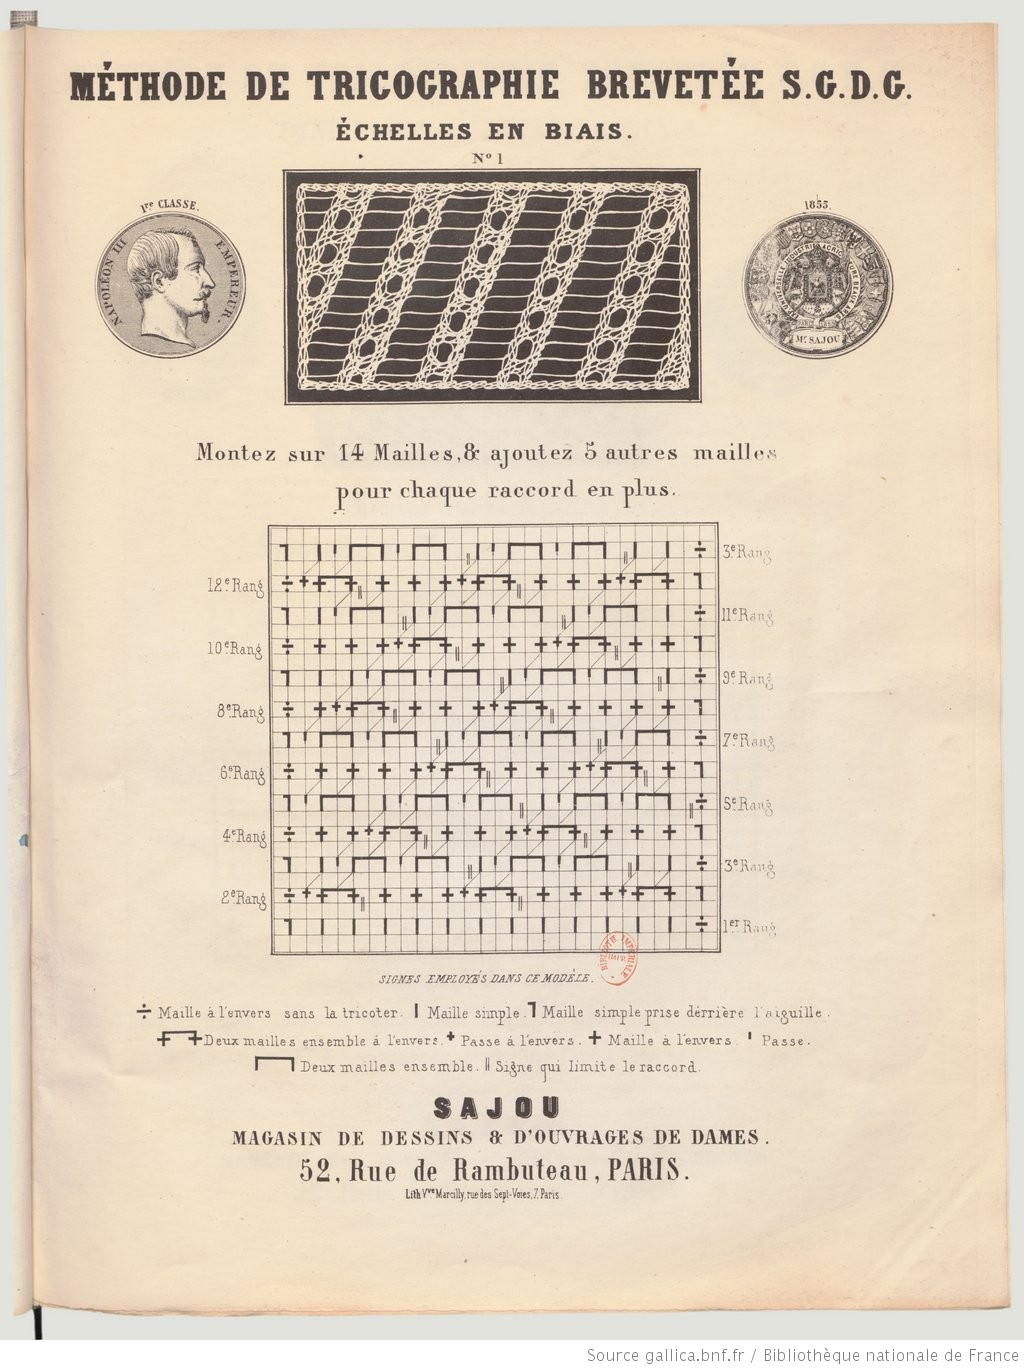 MÉTHODE DE TRICOGRAPHIE BREVETÉE S.G.D.G.
ÉCHELLES EN BIAIS.
Nº 1
1re CLASSE.
NAPOLÉON III EMPEREUR.
1855.
Mr SAJOU
Montez sur 14 Mailles, & ajoutez 5 autres mailles
pour chaque raccord en plus.
3e Rang
12e Rang
11e Rang
10e Rang
9e Rang
8e Rang
7e Rang
6e Rang
5e Rang
4e Rang
3e Rang
2e Rang
1er Rang
SIGNES EMPLOYÉS DANS CE MODÈLE.
Maille à l'envers sans la tricoter. Maille simple. Maille simple prise dérrière l'aiguille.
Deux mailles ensemble à l'envers. Passe à l'envers. Maille à l'envers. Passe.
Deux mailles ensemble. Signe qui limite le raccord.
SAJOU
MAGASIN DE DESSINS & D'OUVRAGES DE DAMES.
52, Rue de Rambuteau, PARIS.
Lith Vve Marcilly, rue des Sept-Voies, 7. Paris.
Source gallica.bnf.fr / Bibliothèque nationale de France